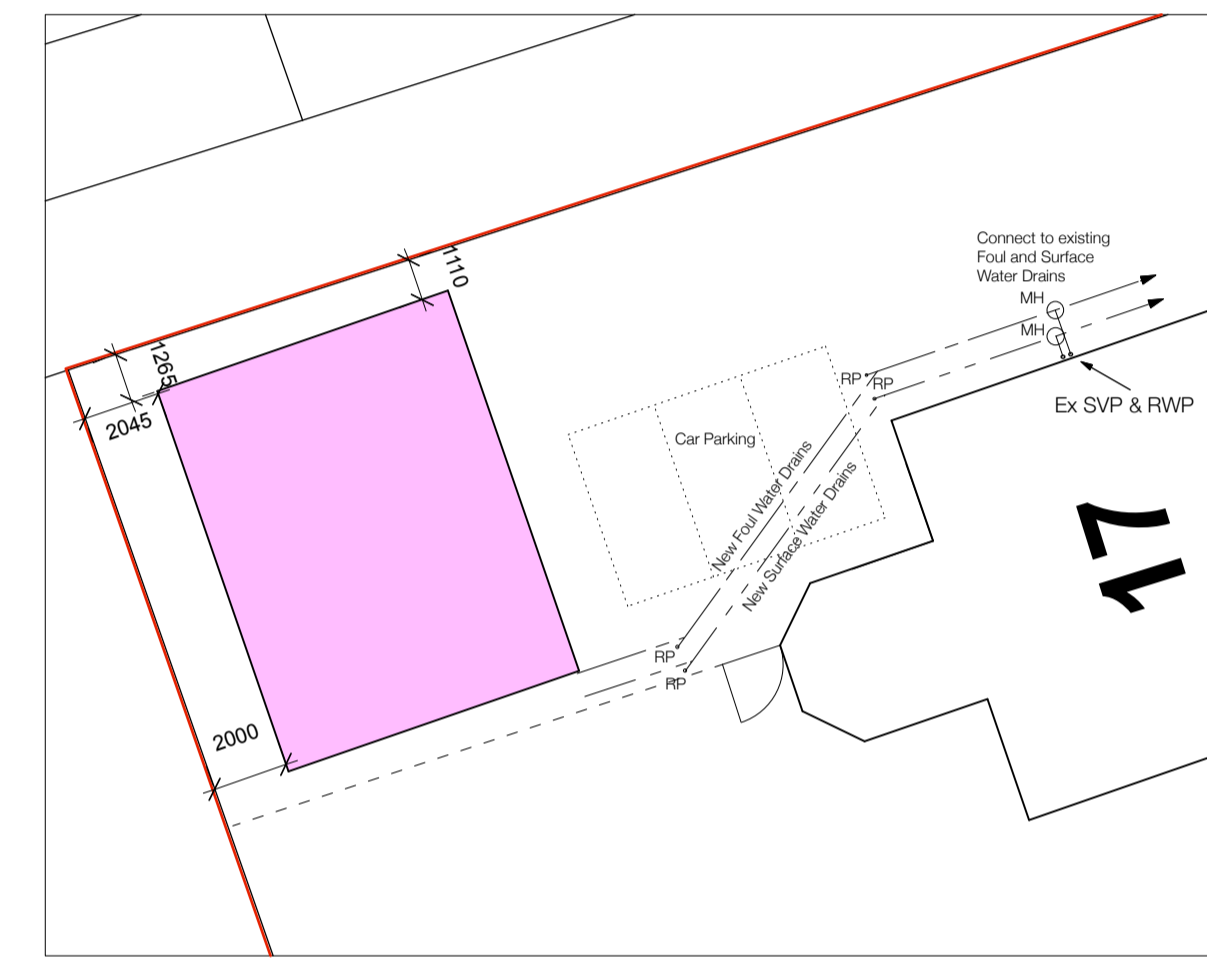 Connect to existing
Foul and Surface
Water Drains
MH
MH
1110
1265
2045
RP
RP
Ex SVP & RWP
Car Parking
New Foul Water Drains
New Surface Water Drains
17
RP
RP
2000